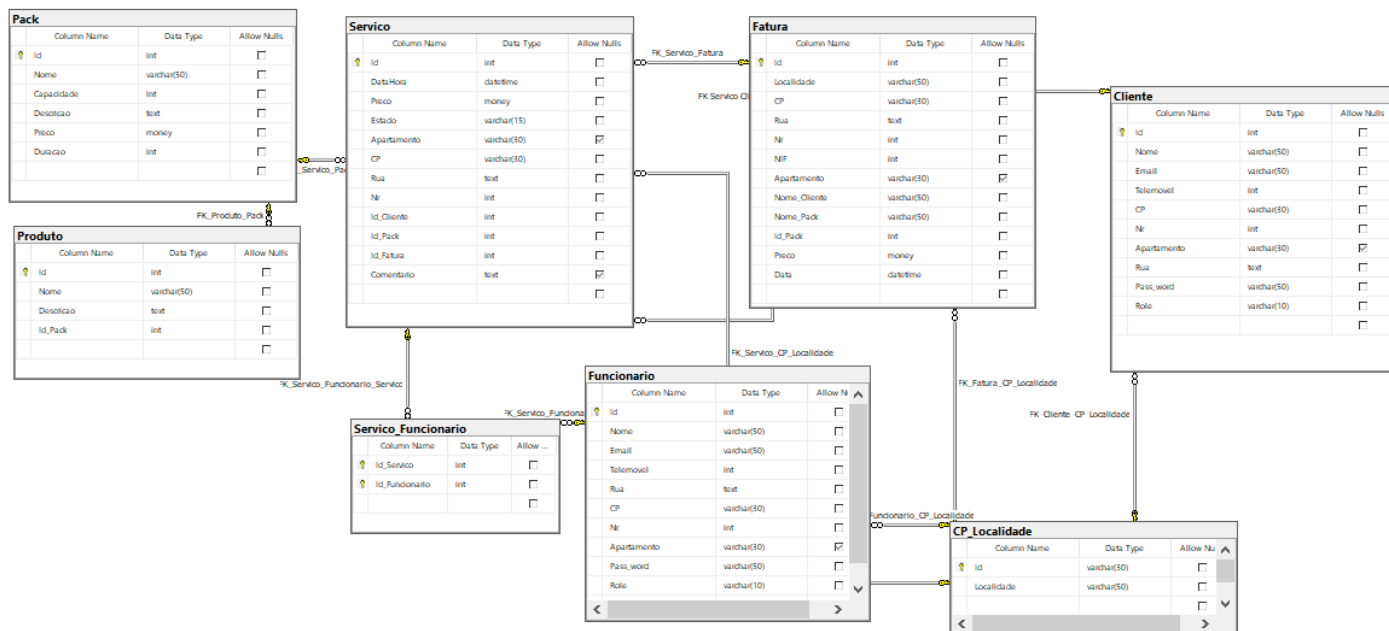 Pack
Column Name Data Type Allow Nulls
Id int
Nome varchar(50)
Capacidade int
Descricao text
Preco money
Duracao int
Servico
Column Name Data Type Allow Nulls
Id int
DataHora datetime
Preco money
Estado varchar(15)
Apartamento varchar(30)
CP varchar(30)
Rua text
Nr int
Id_Cliente int
Id_Pack int
Id_Fatura int
Comentario text
FK_Servico_Fatura
FK Servico Cli
Fatura
Column Name Data Type Allow Nulls
Id int
Localidade varchar(50)
CP varchar(30)
Rua text
Nr int
NIF int
Apartamento varchar(30)
Nome_Cliente varchar(50)
Nome_Pack varchar(50)
Id_Pack int
Preco money
Data datetime
Cliente
Column Name Data Type Allow Nulls
Id int
Nome varchar(50)
Email varchar(50)
Telemovel int
CP varchar(30)
Nr int
Apartamento varchar(30)
Rua text
Pass_word varchar(50)
Role varchar(10)
_Servico_Pac
FK_Produto_Pack
Produto
Column Name Data Type Allow Nulls
Id int
Nome varchar(50)
Descricao text
Id_Pack int
FK_Servico_Funcionario_Servico
FK_Servico_CP_Localidade
FK_Fatura_CP_Localidade
FK_Cliente_CP_Localidade
FK_Servico_Funciona
Servico_Funcionario
Column Name Data Type Allow ...
Id_Servico int
Id_Funcionario int
Funcionario
Column Name Data Type Allow N
Id int
Nome varchar(50)
Email varchar(50)
Telemovel int
Rua text
CP varchar(30)
Nr int
Apartamento varchar(30)
Pass_word varchar(50)
Role varchar(10)
Funcionario_CP_Localidade
CP_Localidade
Column Name Data Type Allow Nu
Id varchar(30)
Localidade varchar(50)